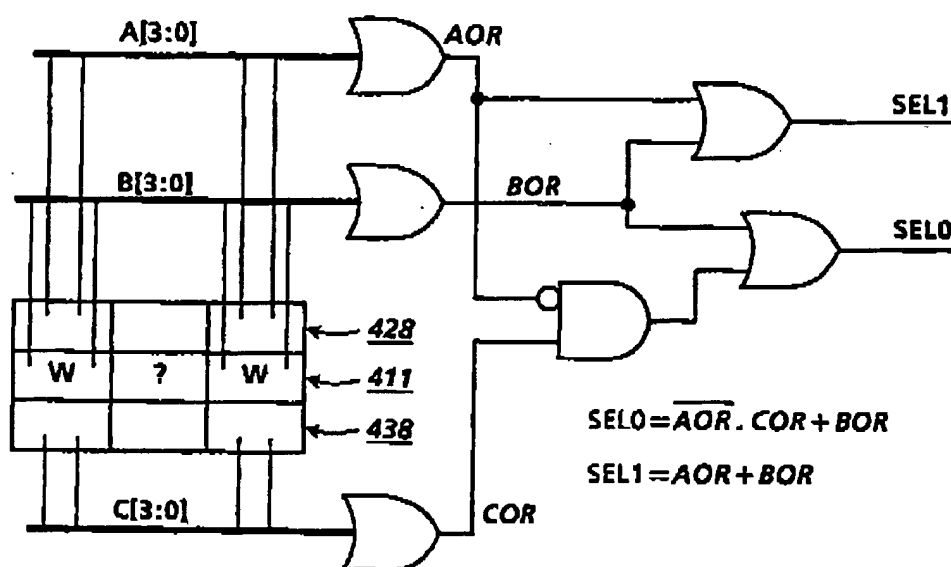 A[3:0]
AOR
SEL1
B[3:0]
BOR
SEL0
428
W ? W
411
438
SEL0=\overline{AOR}.COR+BOR
SEL1=AOR+BOR
C[3:0]
COR